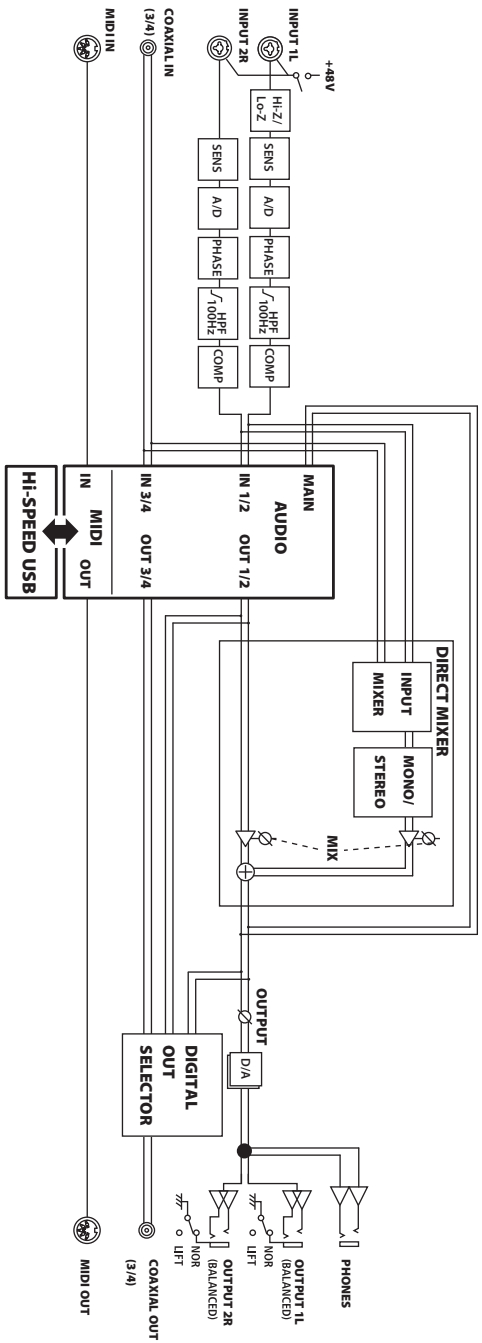 +48V
INPUT 1L
INPUT 2R
COAXIAL IN
(3/4)
MIDI IN
Hi-Z/
Lo-Z
SENS
A/D
PHASE
HPF
100Hz
COMP
SENS
A/D
PHASE
HPF
100Hz
COMP
MAIN
AUDIO
IN 1/2 OUT 1/2
IN 3/4 OUT 3/4
MIDI
IN OUT
Hi-SPEED USB
DIRECT MIXER
INPUT
MIXER
MONO/
STEREO
MIX
OUTPUT
D/A
DIGITAL
OUT
SELECTOR
PHONES
OUTPUT 1L
(BALANCED)
NOR
LIFT
OUTPUT 2R
(BALANCED)
NOR
LIFT
COAXIAL OUT
(3/4)
MIDI OUT